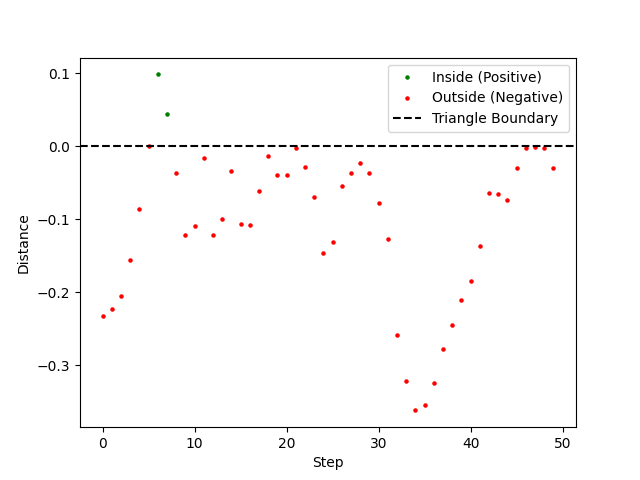 Inside (Positive)
Outside (Negative)
Triangle Boundary
0.1
0.0
−0.1
−0.2
−0.3
Distance
0 10 20 30 40 50
Step